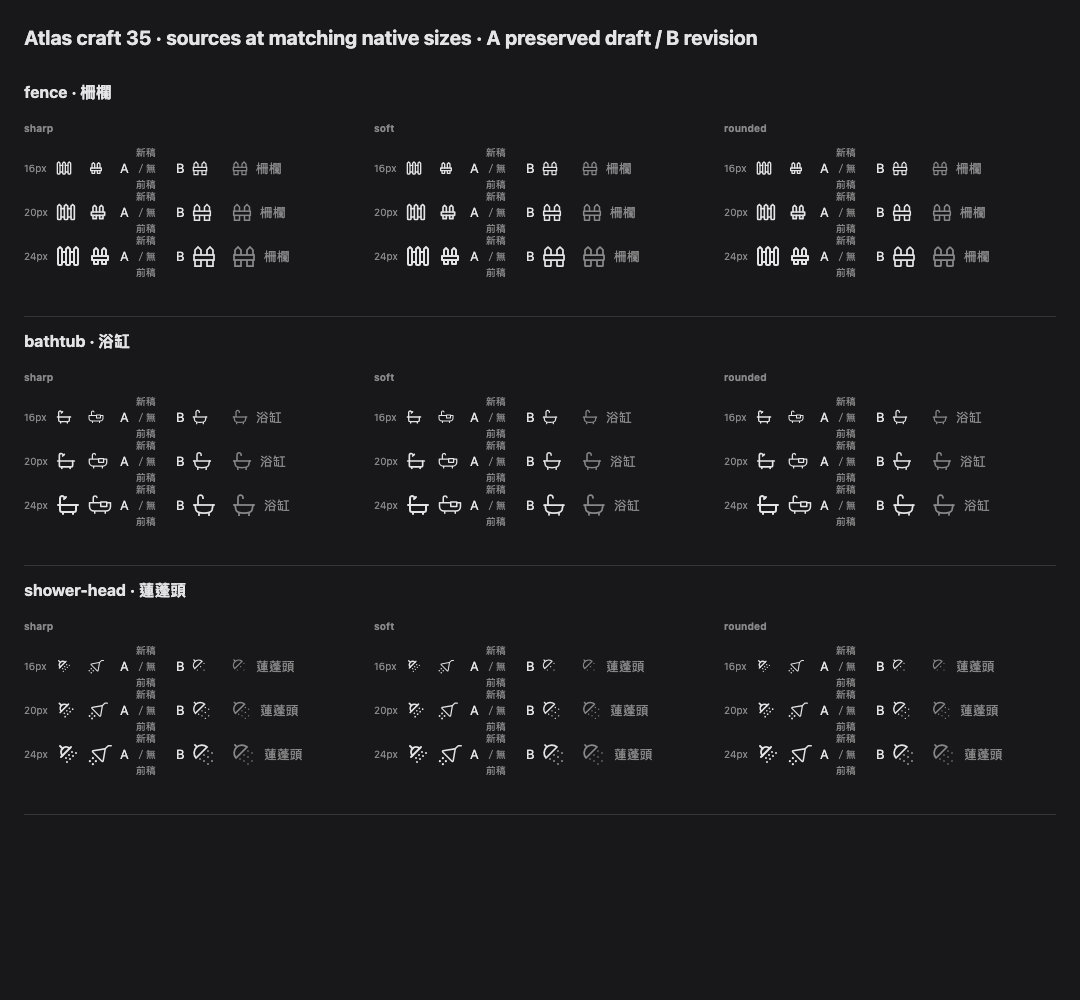 Atlas craft 35 · sources at matching native sizes · A preserved draft / B revision
fence · 柵欄
sharp
soft
rounded
16px A 新稿 / 無前稿 B 柵欄
16px A 新稿 / 無前稿 B 柵欄
16px A 新稿 / 無前稿 B 柵欄
20px A 新稿 / 無前稿 B 柵欄
20px A 新稿 / 無前稿 B 柵欄
20px A 新稿 / 無前稿 B 柵欄
24px A 新稿 / 無前稿 B 柵欄
24px A 新稿 / 無前稿 B 柵欄
24px A 新稿 / 無前稿 B 柵欄
bathtub · 浴缸
sharp
soft
rounded
16px A 新稿 / 無前稿 B 浴缸
16px A 新稿 / 無前稿 B 浴缸
16px A 新稿 / 無前稿 B 浴缸
20px A 新稿 / 無前稿 B 浴缸
20px A 新稿 / 無前稿 B 浴缸
20px A 新稿 / 無前稿 B 浴缸
24px A 新稿 / 無前稿 B 浴缸
24px A 新稿 / 無前稿 B 浴缸
24px A 新稿 / 無前稿 B 浴缸
shower-head · 蓮蓬頭
sharp
soft
rounded
16px A 新稿 / 無前稿 B 蓮蓬頭
16px A 新稿 / 無前稿 B 蓮蓬頭
16px A 新稿 / 無前稿 B 蓮蓬頭
20px A 新稿 / 無前稿 B 蓮蓬頭
20px A 新稿 / 無前稿 B 蓮蓬頭
20px A 新稿 / 無前稿 B 蓮蓬頭
24px A 新稿 / 無前稿 B 蓮蓬頭
24px A 新稿 / 無前稿 B 蓮蓬頭
24px A 新稿 / 無前稿 B 蓮蓬頭